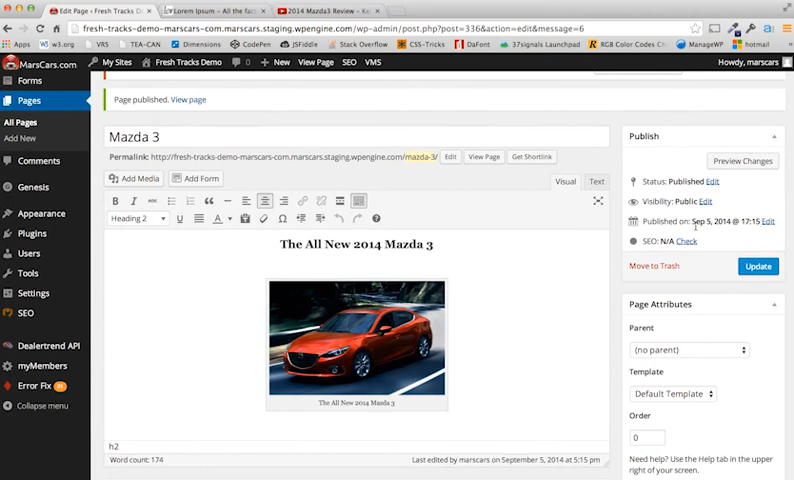 Edit Page ‹ Fresh Tracks D
Lorem Ipsum – All the fac
2014 Mazda3 Review – Ke
fresh-tracks-demo-marscars-com.marscars.staging.wpengine.com/wp-admin/post.php?post=336&action=edit&message=6
Apps w3.org VRS TEA-CAN Dimensions CodePen JSFiddle Stack Overflow CSS-Tricks DaFont 37signals Launchpad RGB Color Codes Ch ManageWP hotmail
MarsCars.com My Sites Fresh Tracks Demo 0 New View Page SEO VMS Howdy, marscars
Forms
Pages
All Pages
Add New
Comments
Genesis
Appearance
Plugins
Users
Tools
Settings
SEO
Dealertrend API
myMembers
Error Fix
Collapse menu
Page published. View page
Mazda 3
Permalink: http://fresh-tracks-demo-marscars-com.marscars.staging.wpengine.com/mazda-3/ Edit View Page Get Shortlink
Add Media Add Form Visual Text
B I ABC
Heading 2 U A
The All New 2014 Mazda 3
The All New 2014 Mazda 3
h2
Word count: 174 Last edited by marscars on September 5, 2014 at 5:15 pm
Publish
Preview Changes
Status: Published Edit
Visibility: Public Edit
Published on: Sep 5, 2014 @ 17:15 Edit
SEO: N/A Check
Move to Trash Update
Page Attributes
Parent
(no parent)
Template
Default Template
Order
0
Need help? Use the Help tab in the upper
right of your screen.